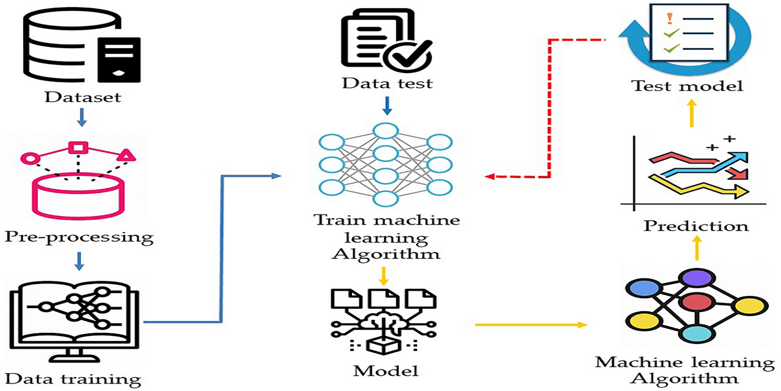 Dataset
Pre-processing
Data training
Data test
Train machine
learning
Algorithm
Model
Test model
Prediction
Machine learning
Algorithm